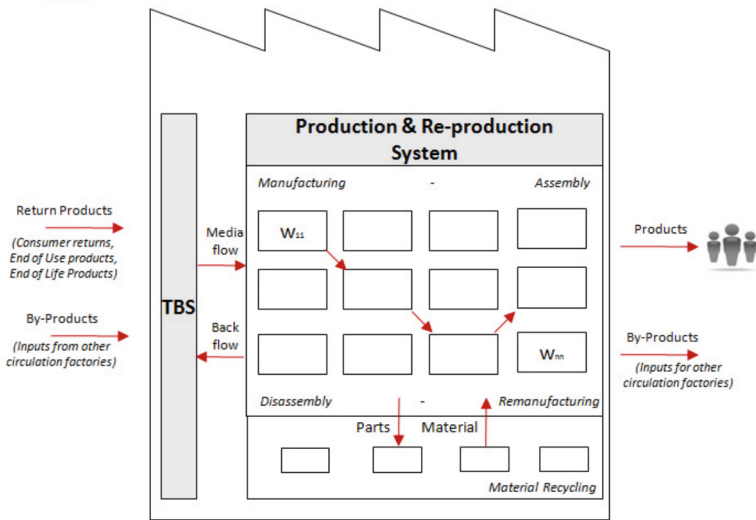 Production & Re-production
System
Manufacturing - Assembly
Return Products
(Consumer returns,
End of Use products,
End of Life Products)
Media
flow
W11
Products
TBS
By-Products
(Inputs from other
circulation factories)
Back
flow
Wnn
By-Products
(Inputs for other
circulation factories)
Disassembly - Remanufacturing
Parts Material
Material Recycling